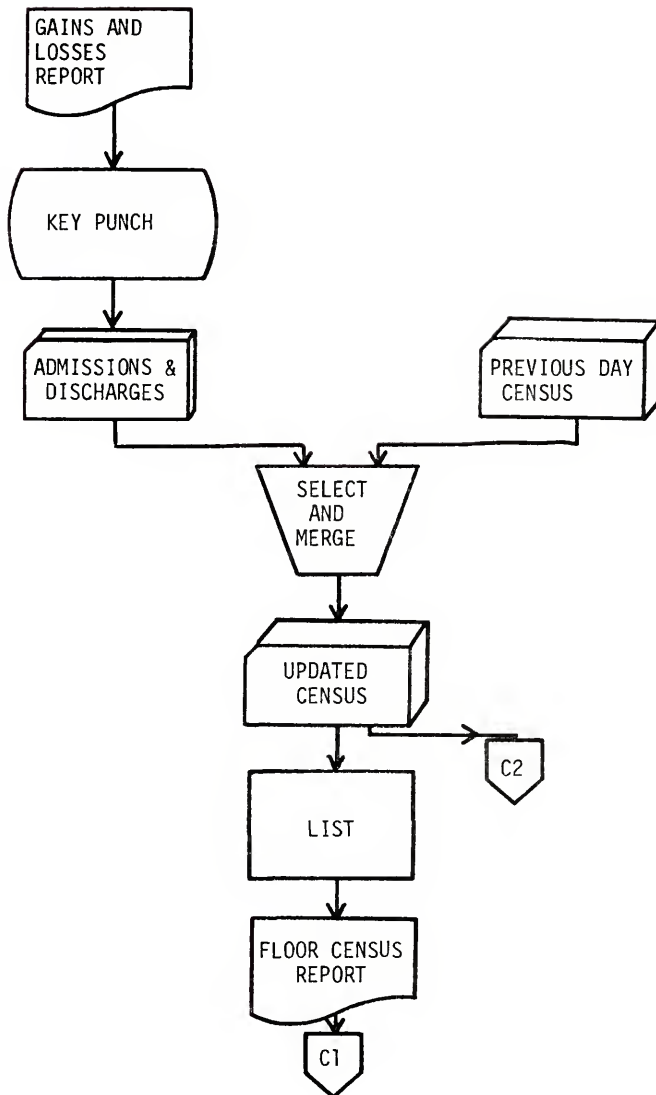 GAINS AND
LOSSES
REPORT
KEY PUNCH
ADMISSIONS &
DISCHARGES
PREVIOUS DAY
CENSUS
SELECT
AND
MERGE
UPDATED
CENSUS
C2
LIST
FLOOR CENSUS
REPORT
C1